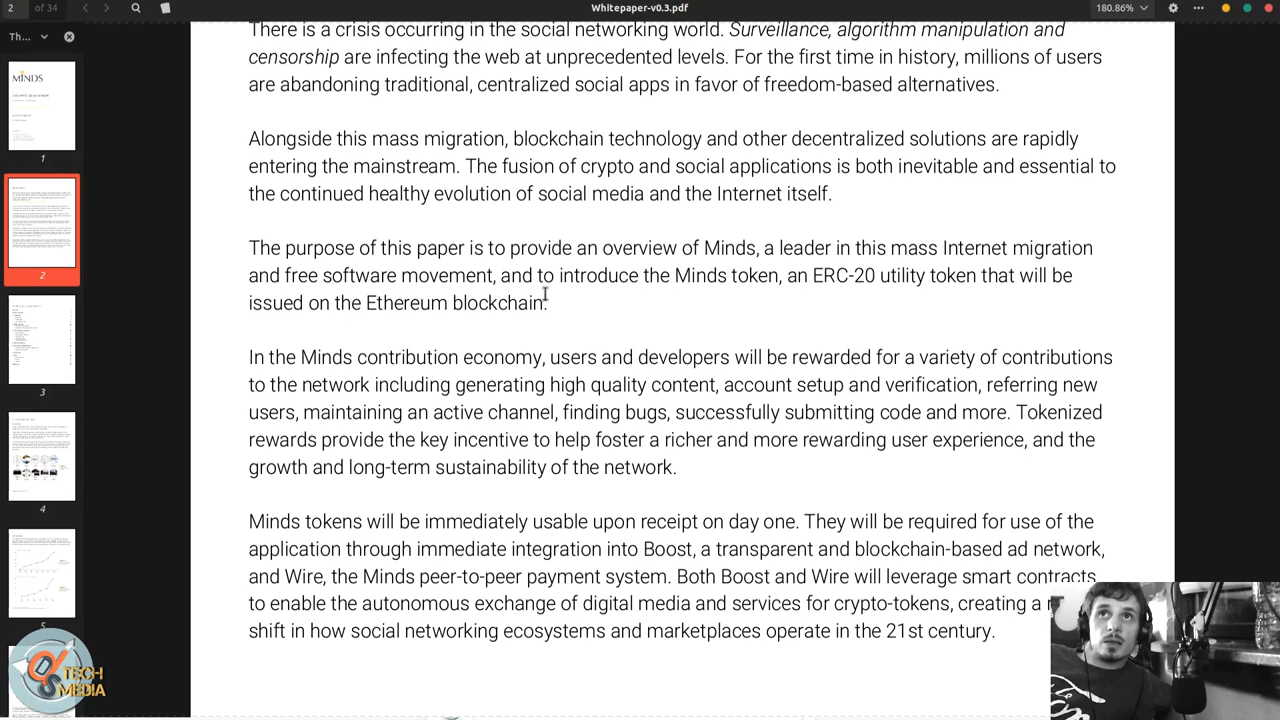 2 of 34
Whitepaper-v0.3.pdf
180.86%
Th...
There is a crisis occurring in the social networking world. Surveillance, algorithm manipulation and
censorship are infecting the web at unprecedented levels. For the first time in history, millions of users
are abandoning traditional, centralized social apps in favor of freedom-based alternatives.
Alongside this mass migration, blockchain technology and other decentralized solutions are rapidly
entering the mainstream. The fusion of crypto and social applications is both inevitable and essential to
the continued healthy evolution of social media and the Internet itself.
The purpose of this paper is to provide an overview of Minds, a leader in this mass Internet migration
and free software movement, and to introduce the Minds token, an ERC-20 utility token that will be
issued on the Ethereum blockchain.
In the Minds contribution economy, users and developers will be rewarded for a variety of contributions
to the network including generating high quality content, account setup and verification, referring new
users, maintaining an active channel, finding bugs, successfully submitting code and more. Tokenized
rewards provide the key incentive to help foster a richer and more rewarding user experience, and the
growth and long-term sustainability of the network.
Minds tokens will be immediately usable upon receipt on day one. They will be required for use of the
application through immediate integration into Boost, a transparent and blockchain-based ad network,
and Wire, the Minds peer-to-peer payment system. Both Boost and Wire will leverage smart contracts
to enable the autonomous exchange of digital media and services for crypto-tokens, creating a
shift in how social networking ecosystems and marketplaces operate in the 21st century.
MINDS
1
2
3
4
5
TECH
MEDIA